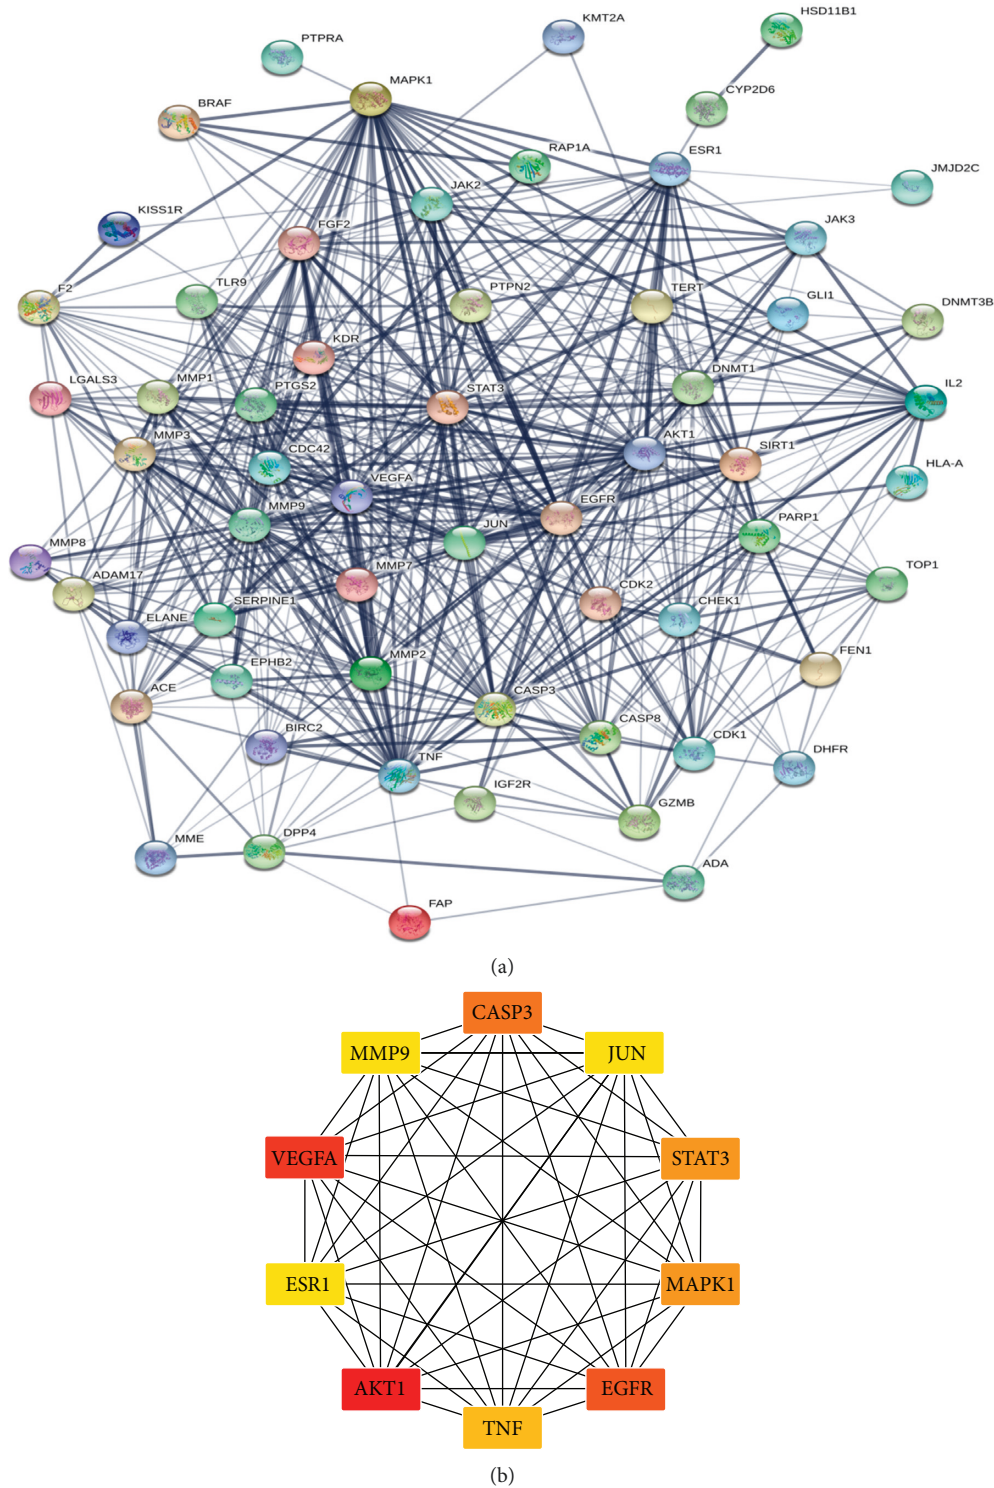 HSD11B1
KMT2A
PTPRA
MAPK1
CYP2D6
BRAF
RAP1A
ESR1
JMJD2C
JAK2
KISS1R
FGF2
JAK3
F2
TLR9
PTPN2
TERT
GLI1
DNMT3B
KDR
LGALS3
MMP1
PTGS2
STAT3
DNMT1
IL2
MMP3
CDC42
AKT1
SIRT1
HLA-A
VEGFA
EGFR
MMP9
JUN
PARP1
MMP8
MMP7
TOP1
ADAM17
CDK2
CHEK1
SERPINE1
ELANE
FEN1
MMP2
EPHB2
ACE
CASP3
CASP8
BIRC2
CDK1
DHFR
TNF
IGF2R
GZMB
MME
DPP4
ADA
FAP
(a)
CASP3
MMP9
JUN
VEGFA
STAT3
ESR1
MAPK1
AKT1
EGFR
TNF
(b)